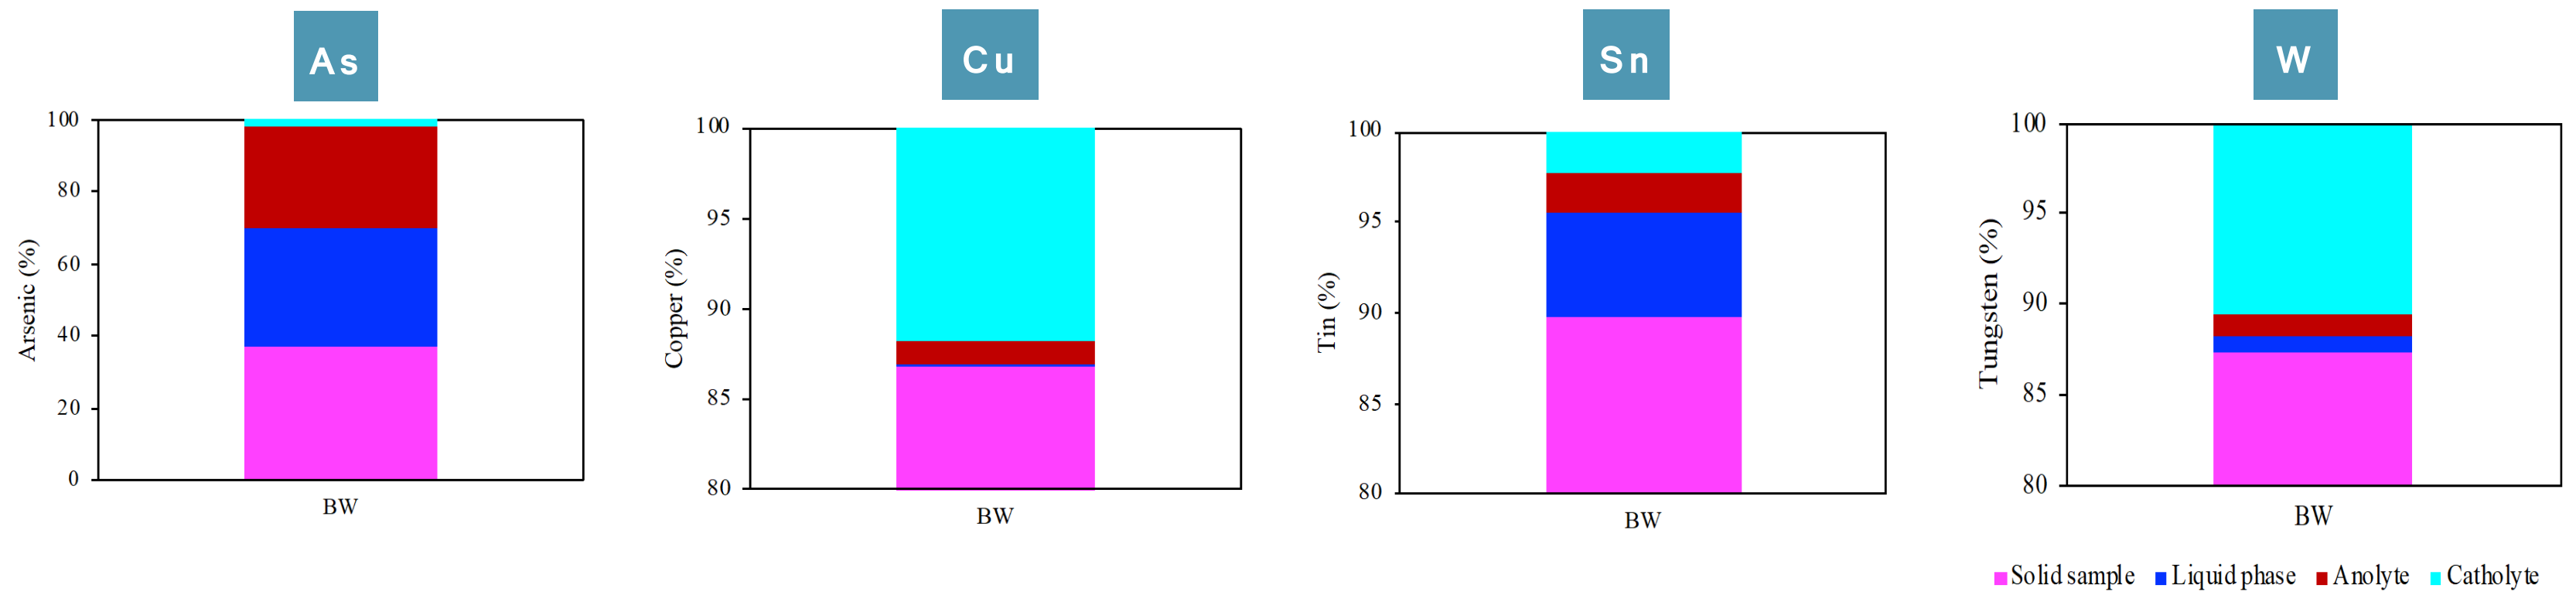 As
Cu
Sn
W
Arsenic (%)
100
80
60
40
20
0
BW
Copper (%)
100
95
90
85
80
BW
Tin (%)
100
95
90
85
80
BW
Tungsten (%)
100
95
90
85
80
BW
Solid sample
Liquid phase
Anolyte
Catholyte